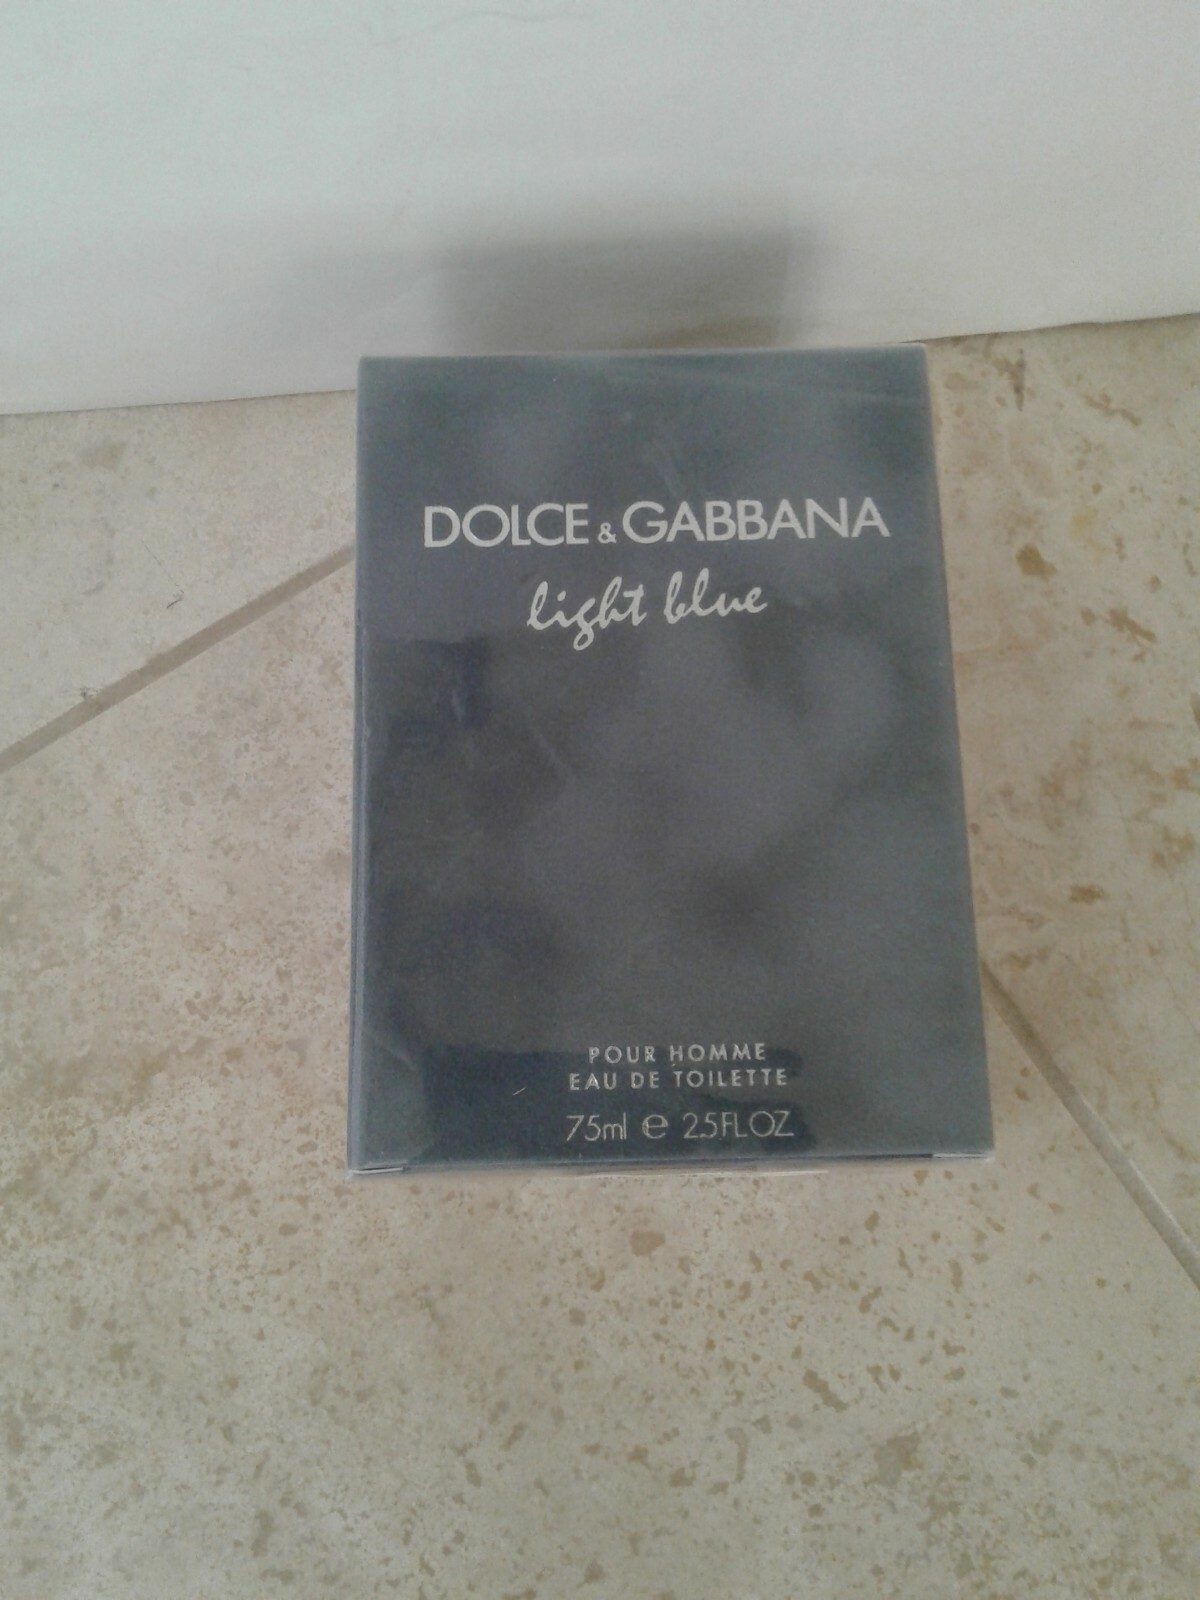 DOLCE & GABBANA
light blue
POUR HOMME
EAU DE TOILETTE
75ml e 2.5FLOZ